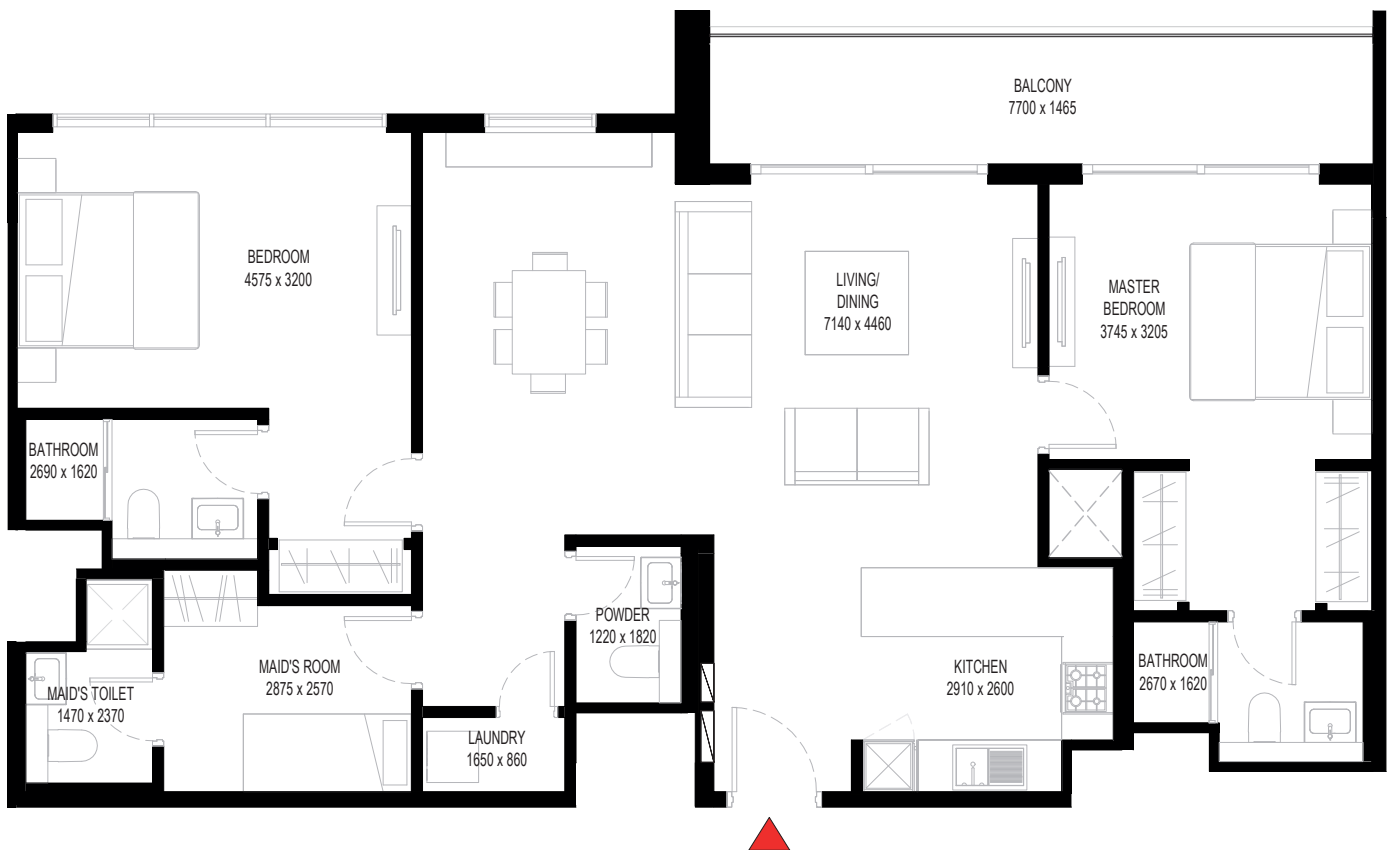 BALCONY
7700 x 1465
BEDROOM
4575 x 3200
LIVING/
DINING
7140 x 4460
MASTER
BEDROOM
3745 x 3205
BATHROOM
2690 x 1620
POWDER
1220 x 1820
MAID'S ROOM
2875 x 2570
KITCHEN
2910 x 2600
BATHROOM
2670 x 1620
MAID'S TOILET
1470 x 2370
LAUNDRY
1650 x 860